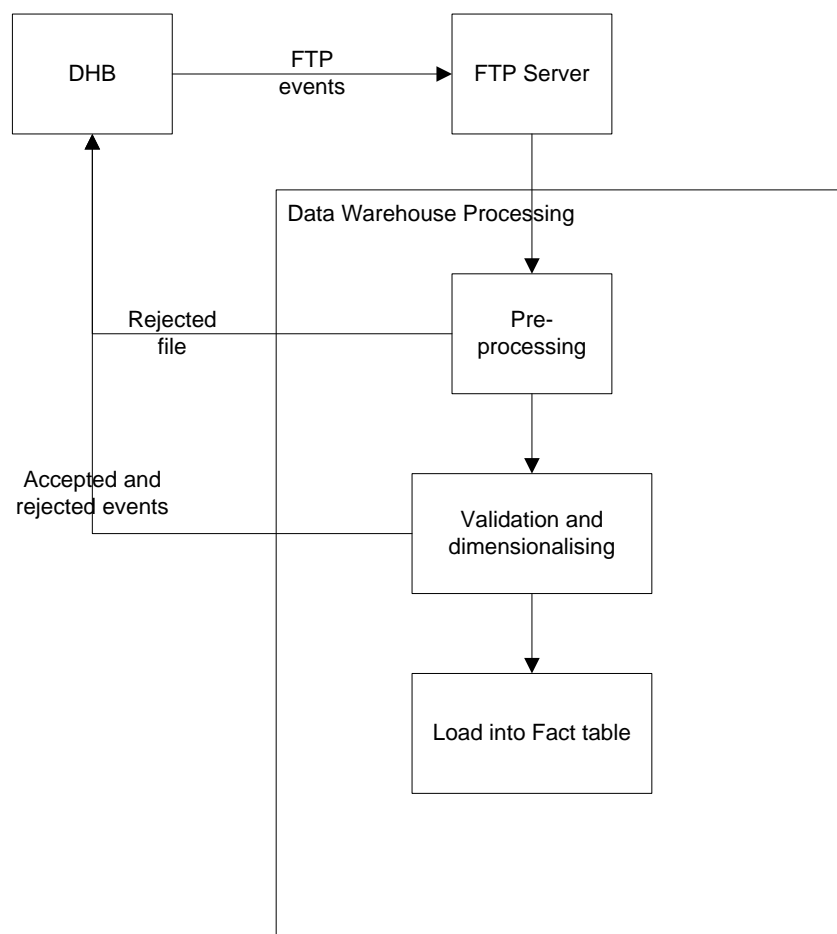 DHB
FTP
events
FTP Server
Data Warehouse Processing
Rejected
file
Pre-
processing
Accepted and
rejected events
Validation and
dimensionalising
Load into Fact table